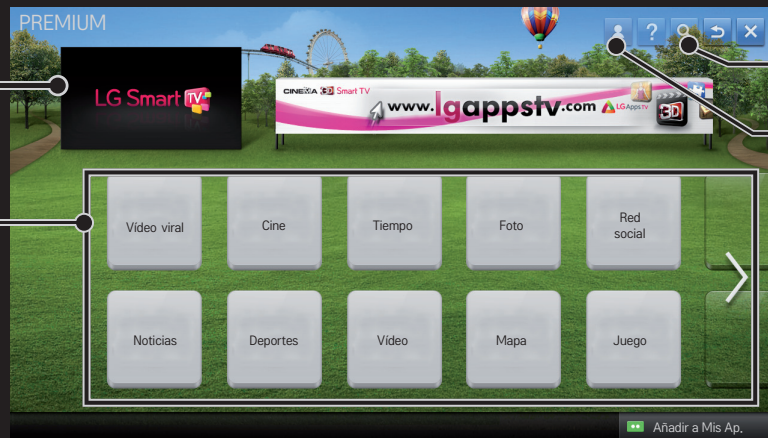 PREMIUM
?
LG Smart TV
CINEMA 3D Smart TV
www.lgappstv.com
LG Apps TV
3D
Vídeo viral
Cine
Tiempo
Foto
Red
social
Noticias
Deportes
Vídeo
Mapa
Juego
Añadir a Mis Ap.